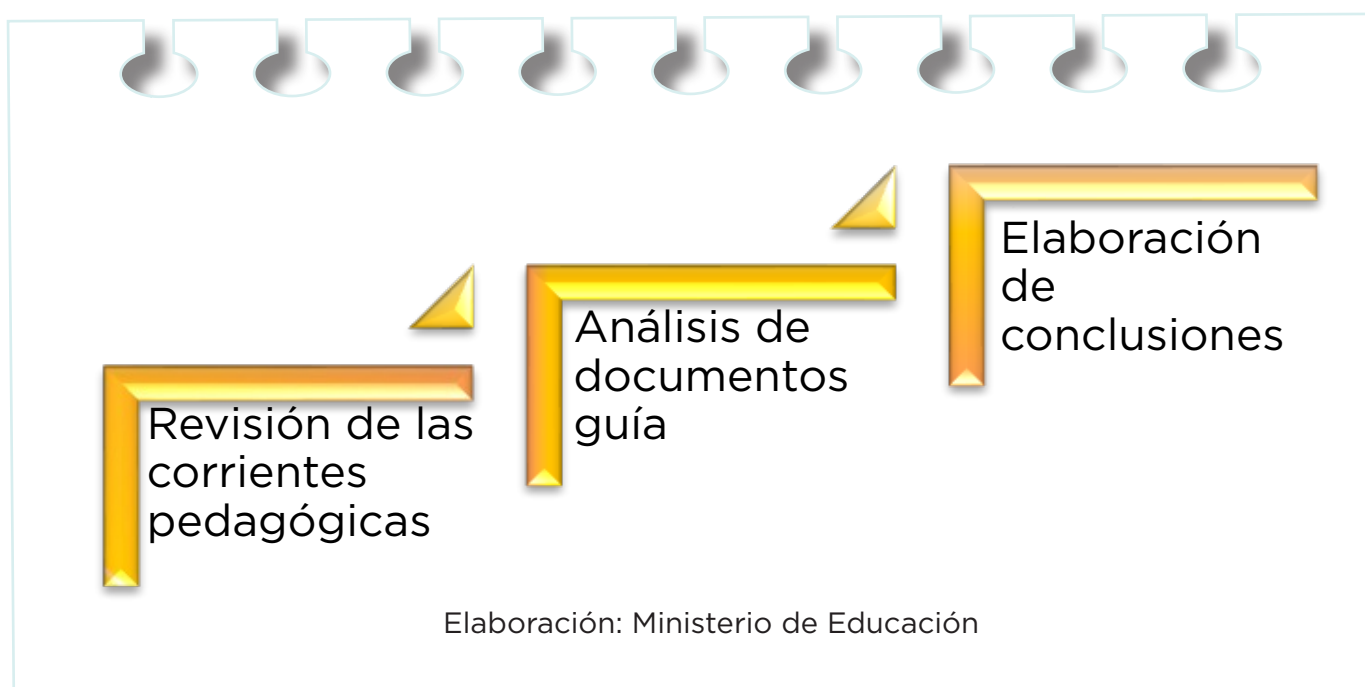 Revisión de las
corrientes
pedagógicas
Análisis de
documentos
guía
Elaboración
de
conclusiones
Elaboración: Ministerio de Educación